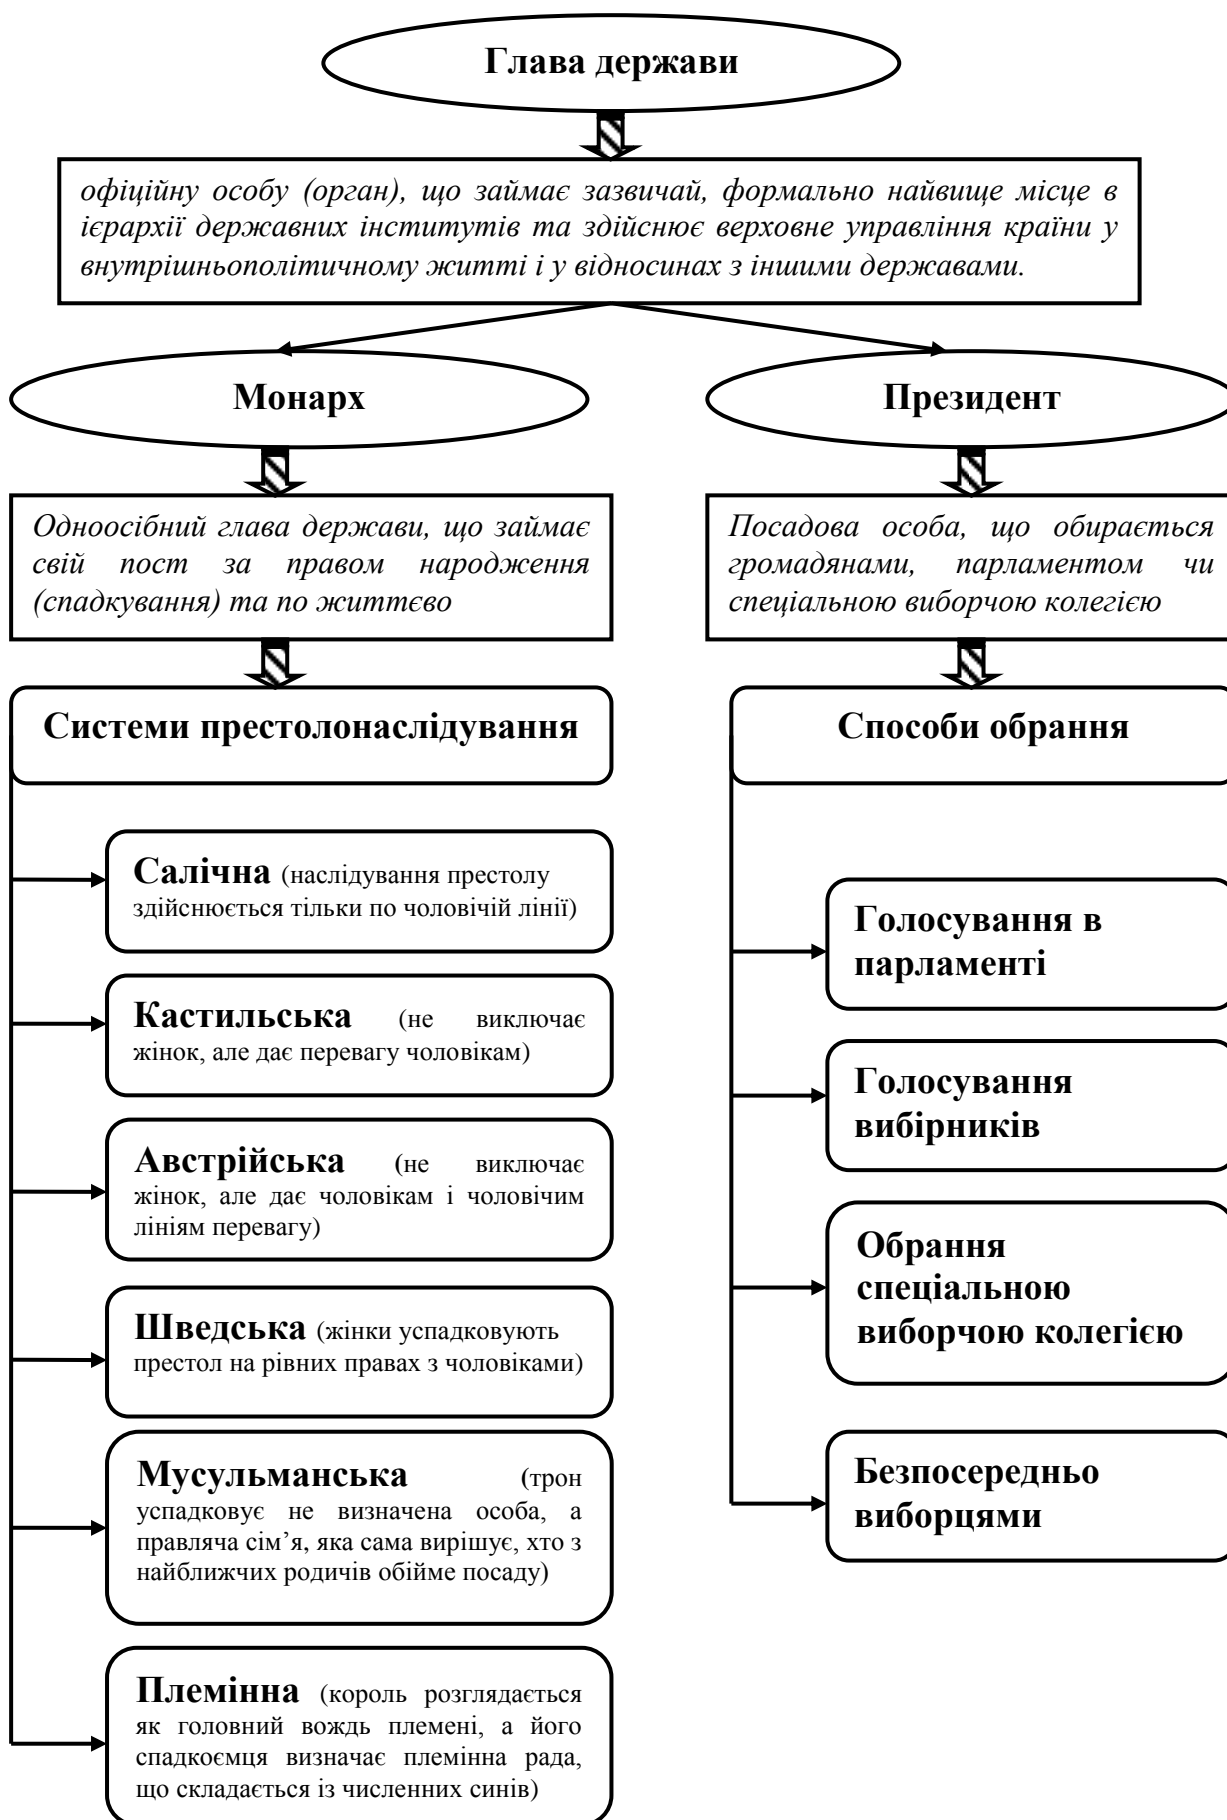 Глава держави
офіційну особу (орган), що займає зазвичай, формально найвище місце в
ієрархії державних інститутів та здійснює верховне управління країни у
внутрішньополітичному житті і у відносинах з іншими державами.
Монарх
Одноосібний глава держави, що займає
свій пост за правом народження
(спадкування) та по життєво
Системи престолонаслідування
Салічна (наслідування престолу
здійснюється тільки по чоловічій лінії)
Кастильська (не виключає
жінок, але дає перевагу чоловікам)
Австрійська (не виключає
жінок, але дає чоловікам і чоловічим
лініям перевагу)
Шведська (жінки успадковують
престол на рівних правах з чоловіками)
Мусульманська (трон
успадковує не визначена особа, а
правляча сім’я, яка сама вирішує, хто з
найближчих родичів обійме посаду)
Племінна (король розглядається
як головний вождь племені, а його
спадкоємця визначає племінна рада,
що складається із численних синів)
Президент
Посадова особа, що обирається
громадянами, парламентом чи
спеціальною виборчою колегією
Способи обрання
Голосування в
парламенті
Голосування
вибірників
Обрання
спеціальною
виборчою колегією
Безпосередньо
виборцями